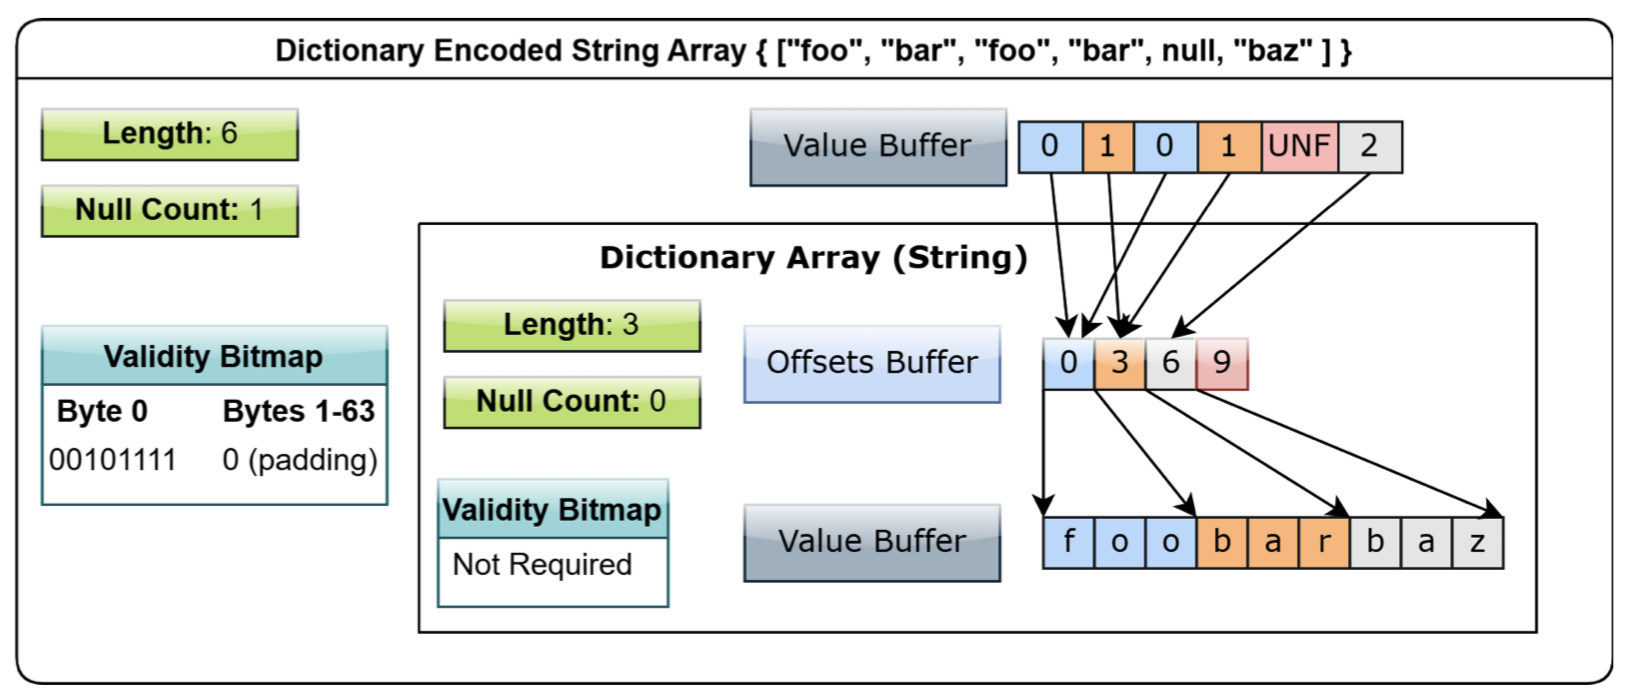 Dictionary Encoded String Array { ["foo", "bar", "foo", "bar", null, "baz" ] }
Length: 6
Null Count: 1
Value Buffer
0 1 0 1 UNF 2
Validity Bitmap
Byte 0 Bytes 1-63
00101111 0 (padding)
Dictionary Array (String)
Length: 3
Null Count: 0
Offsets Buffer
0 3 6 9
Validity Bitmap
Not Required
Value Buffer
f o o b a r b a z